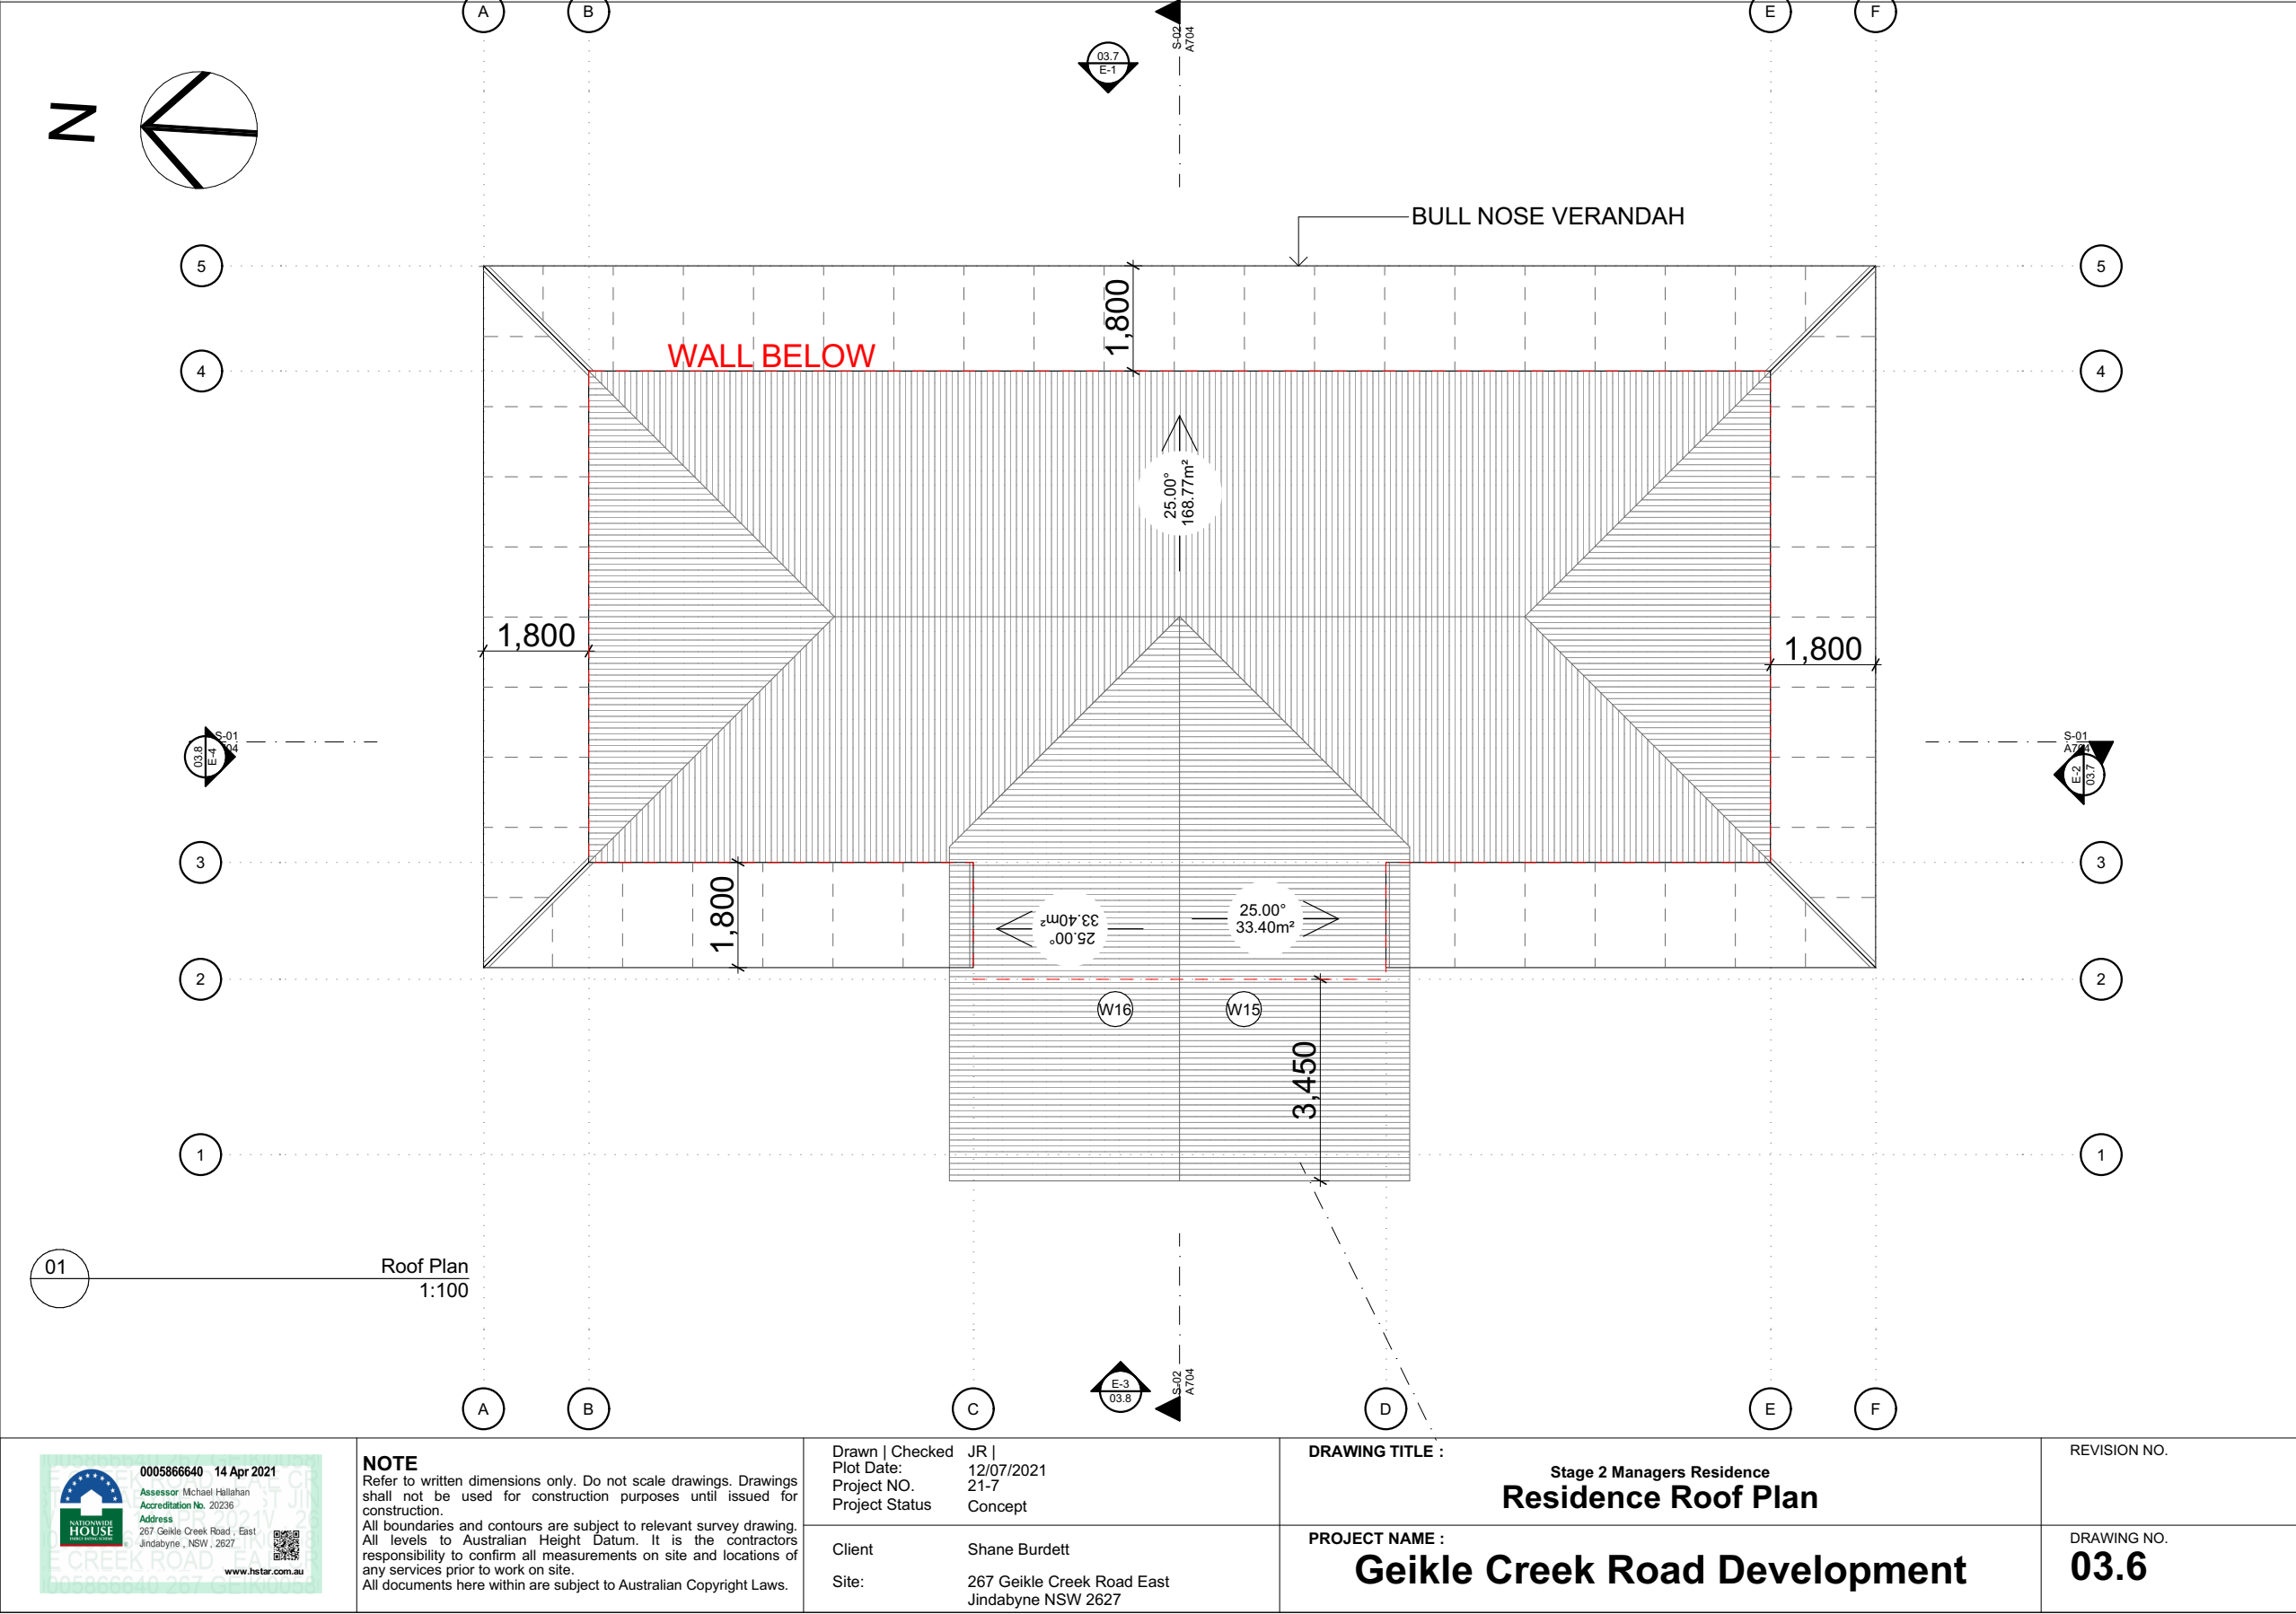 A
B
E
F
S-02
A704
03.7
E-1
N
BULL NOSE VERANDAH
5
5
1,800
WALL BELOW
4
4
25.00°
168.77m²
1,800
1,800
S-01
03.8
E-4
S-01
A704
E-2
03.7
3
3
1,800
25.00°
33.40m²
25.00°
33.40m²
2
2
W16
W15
3,450
1
1
01
Roof Plan
1:100
E-3
03.8
S-02
A704
A
B
C
D
E
F
0005866640 14 Apr 2021
Assessor Michael Hallahan
Accreditation No. 20236
Address
267 Geikle Creek Road , East
Jindabyne , NSW , 2627
www.hstar.com.au
NATIONWIDE
HOUSE
ENERGY RATING SCHEME
NOTE
Refer to written dimensions only. Do not scale drawings. Drawings
shall not be used for construction purposes until issued for
construction.
All boundaries and contours are subject to relevant survey drawing.
All levels to Australian Height Datum. It is the contractors
responsibility to confirm all measurements on site and locations of
any services prior to work on site.
All documents here within are subject to Australian Copyright Laws.
Drawn | Checked JR |
Plot Date: 12/07/2021
Project NO. 21-7
Project Status Concept
Client Shane Burdett
Site: 267 Geikle Creek Road East
Jindabyne NSW 2627
DRAWING TITLE :
Stage 2 Managers Residence
Residence Roof Plan
PROJECT NAME :
Geikle Creek Road Development
REVISION NO.
DRAWING NO.
03.6